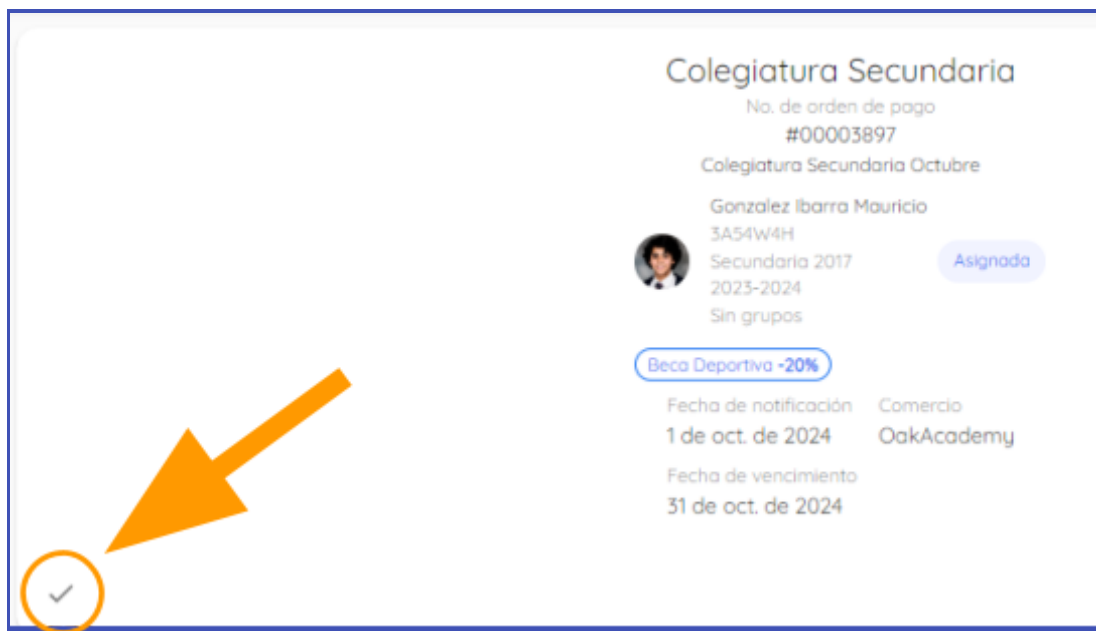 Colegiatura Secundaria
No. de orden de pago
#00003897
Colegiatura Secundaria Octubre
Gonzalez Ibarra Mauricio
3A54W4H
Secundaria 2017
2023-2024
Sin grupos
Asignada
Beca Deportiva -20%
Fecha de notificación
1 de oct. de 2024
Comercio
OakAcademy
Fecha de vencimiento
31 de oct. de 2024